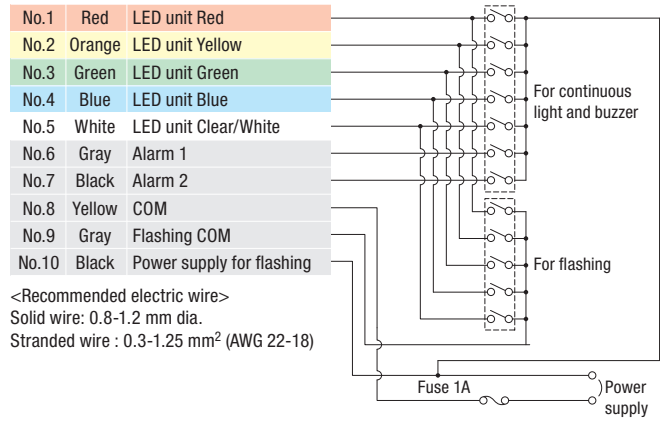 No.1 Red LED unit Red
No.2 Orange LED unit Yellow
No.3 Green LED unit Green
No.4 Blue LED unit Blue
No.5 White LED unit Clear/White
No.6 Gray Alarm 1
No.7 Black Alarm 2
No.8 Yellow COM
No.9 Gray Flashing COM
No.10 Black Power supply for flashing
For continuous
light and buzzer
For flashing
<Recommended electric wire>
Solid wire: 0.8-1.2 mm dia.
Stranded wire : 0.3-1.25 mm² (AWG 22-18)
Fuse 1A
Power
supply